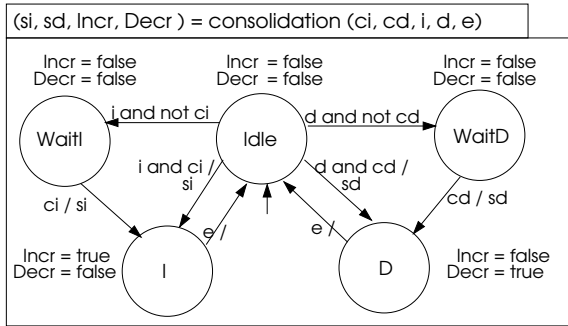 (si, sd, Incr, Decr ) = consolidation (ci, cd, i, d, e)
Incr = false
Decr = false
Incr = false
Decr = false
Incr = false
Decr = false
i and not ci
d and not cd
WaitI
Idle
WaitD
i and ci /
si
d and cd /
sd
ci / si
cd / sd
e /
e /
Incr = true
Decr = false
I
D
Incr = false
Decr = true